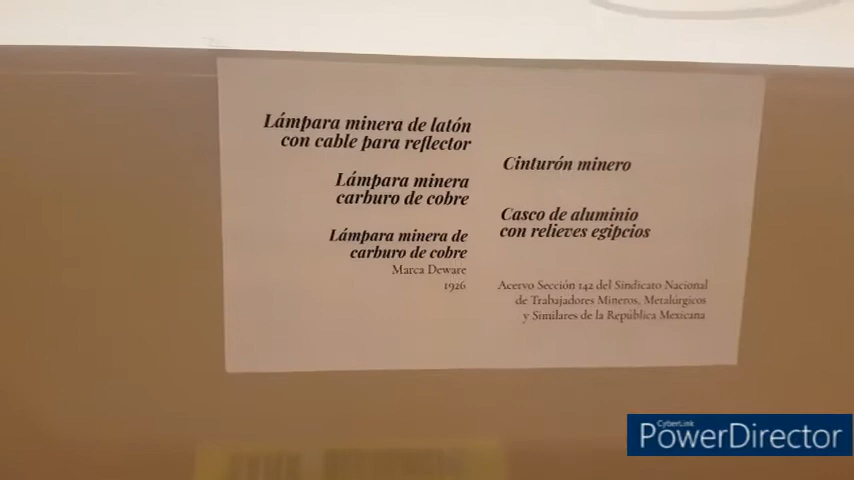 Lámpara minera de latón
con cable para reflector
Lámpara minera
carburo de cobre
Lámpara minera de
carburo de cobre
Marca Deware
1926
Cinturón minero
Casco de aluminio
con relieves egipcios
Acervo Sección 142 del Sindicato Nacional
de Trabajadores Mineros, Metalúrgicos
y Similares de la República Mexicana
CyberLink
PowerDirector